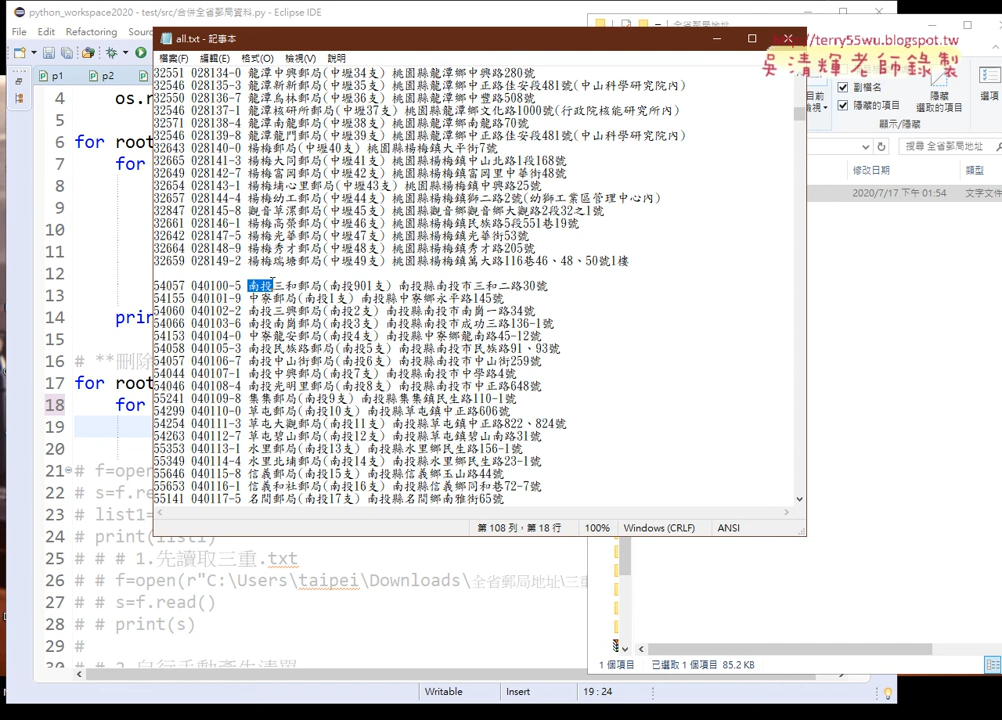 python_workspace2020 - test/src/合併全省郵局資料.py - Eclipse IDE
File Edit Refactoring Sourc
p1 p2
all.txt - 記事本
檔案(F) 編輯(E) 格式(O) 檢視(V) 說明
http://terry55wu.blogspot.tw
吳清輝老師錄製
副檔名
隱藏的項目
隱藏
選取的項目
顯示/隱藏
選項
搜尋 全省郵局地址
修改日期 類型
2020/7/17 下午 01:54 文字文件
32551 028134-0 龍潭中興郵局(中壢34支) 桃園縣龍潭鄉中興路280號
32546 028135-3 龍潭新新郵局(中壢35支) 桃園縣龍潭鄉中正路佳安段481號(中山科學研究院內)
32550 028136-7 龍潭烏林郵局(中壢36支) 桃園縣龍潭鄉中豐路508號
32546 028137-1 龍潭核研所郵局(中壢37支) 桃園縣龍潭鄉文化路1000號(行政院核能研究所內)
32571 028138-4 龍潭南龍郵局(中壢38支) 桃園縣龍潭鄉南龍路70號
32546 028139-8 龍潭龍門郵局(中壢39支) 桃園縣龍潭鄉中正路佳安段481號(中山科學研究院內)
32643 028140-0 楊梅郵局(中壢40支) 桃園縣楊梅鎮大平街7號
32665 028141-3 楊梅大同郵局(中壢41支) 桃園縣楊梅鎮中山北路1段168號
32649 028142-7 楊梅富岡郵局(中壢42支) 桃園縣楊梅鎮富岡里中華街48號
32654 028143-1 楊梅埔心里郵局(中壢43支) 桃園縣楊梅鎮中興路25號
32657 028144-4 楊梅幼工郵局(中壢44支) 桃園縣楊梅鎮獅二路2號(幼獅工業區管理中心內)
32847 028145-8 觀音草漯郵局(中壢45支) 桃園縣觀音鄉觀音鄉大觀路2段32之1號
32661 028146-1 楊梅高榮郵局(中壢46支) 桃園縣楊梅鎮民族路5段551巷19號
32642 028147-5 楊梅光華郵局(中壢47支) 桃園縣楊梅鎮光華街53號
32664 028148-9 楊梅秀才郵局(中壢48支) 桃園縣楊梅鎮秀才路205號
32659 028149-2 楊梅瑞塘郵局(中壢49支) 桃園縣楊梅鎮萬大路116巷46、48、50號1樓
54057 040100-5 南投三和郵局(南投901支) 南投縣南投市三和二路30號
54155 040101-9 中寮郵局(南投1支) 南投縣中寮鄉永平路145號
54060 040102-2 南投三興郵局(南投2支) 南投縣南投市南崗一路34號
54066 040103-6 南投南崗郵局(南投3支) 南投縣南投市成功三路136-1號
54153 040104-0 中寮龍安郵局(南投4支) 南投縣中寮鄉龍南路45-12號
54058 040105-3 南投民族路郵局(南投5支) 南投縣南投市民族路91、93號
54057 040106-7 南投中山街郵局(南投6支) 南投縣南投市中山街259號
54044 040107-1 南投中興郵局(南投7支) 南投縣南投市中學路4號
54046 040108-4 南投光明里郵局(南投8支) 南投縣南投市中正路648號
55241 040109-8 集集郵局(南投9支) 南投縣集集鎮民生路110-1號
54299 040110-0 草屯郵局(南投10支) 南投縣草屯鎮中正路606號
54254 040111-3 草屯大觀郵局(南投11支) 南投縣草屯鎮中正路822、824號
54263 040112-7 草屯碧山郵局(南投12支) 南投縣草屯鎮碧山南路31號
55353 040113-1 水里郵局(南投13支) 南投縣水里鄉民生路156-1號
55349 040114-4 水里北埔郵局(南投14支) 南投縣水里鄉民生路23-1號
55646 040115-8 信義郵局(南投15支) 南投縣信義鄉玉山路44號
55653 040116-1 信義和社郵局(南投16支) 南投縣信義鄉同和巷72-7號
55141 040117-5 名間郵局(南投17支) 南投縣名間鄉南雅街65號
第 108 列，第 18 行 100% Windows (CRLF) ANSI
4 os.r
5
6 for root
7 for
8
9
10
11
12
13
14 prin
15
16 # **刪除
17 for root
18 for
19
20
21 # f=open
22 # s=f.re
23 # list1=
24 # print(list1)
25 # # # 1.先讀取三重.txt
26 # # f=open(r"C:\Users\taipei\Downloads\全省郵局地址\三重
27 # # s=f.read()
28 # # print(s)
29 #
1 個項目 已選取 1 個項目 85.2 KB
Writable Insert 19 : 24